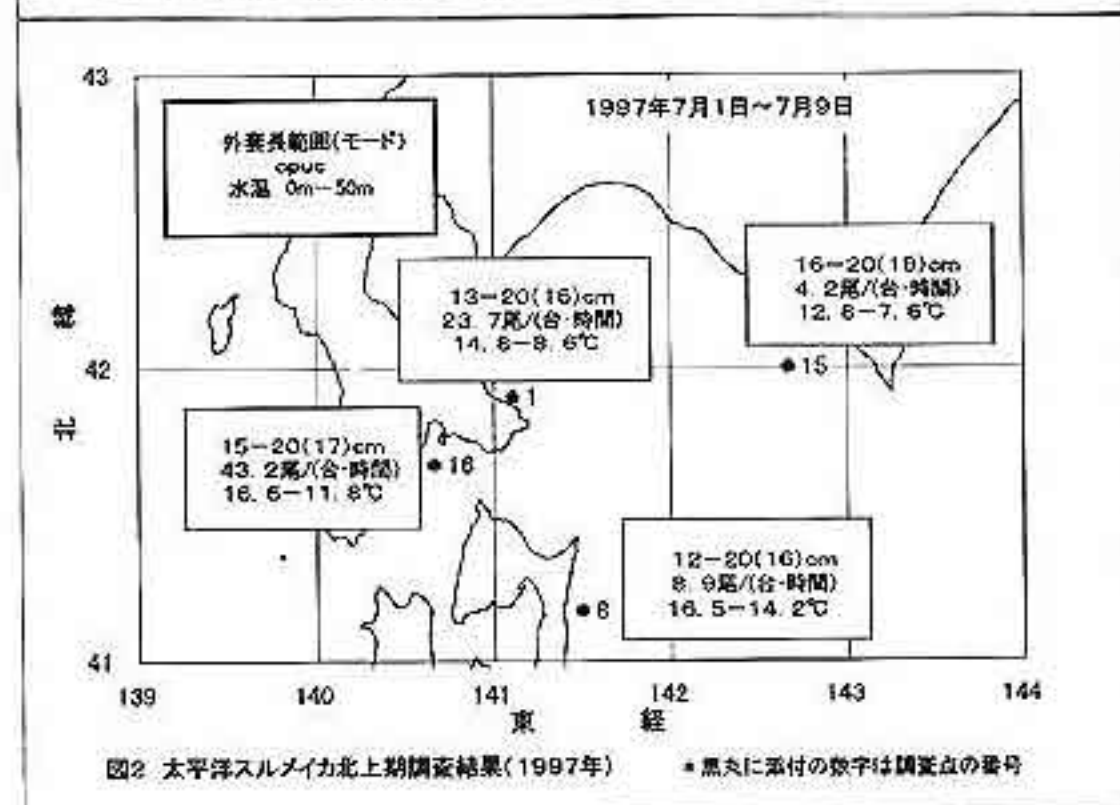 43
1997年7月1日～7月9日
外套長範囲(モード)
cpue
水温 0m－50m
13－20(16)cm
23.7尾/(台·時間)
14.6－9.6℃
16－20(18)cm
4.2尾/(台·時間)
12.8－7.6℃
北 緯
42
15
1
15－20(17)cm
43.2尾/(台·時間)
16.6－11.8℃
16
12－20(16)cm
8.9尾/(台·時間)
16.5－14.2℃
6
41
139 140 141 142 143 144
東 経
図2 太平洋スルメイカ北上期調査結果(1997年) •黒丸に添付の数字は調査点の番号